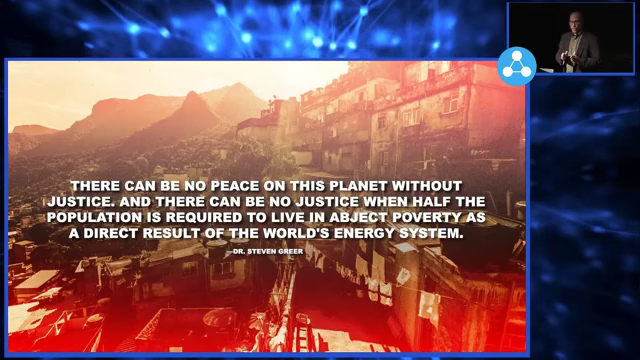 THERE CAN BE NO PEACE ON THIS PLANET WITHOUT
JUSTICE. AND THERE CAN BE NO JUSTICE WHEN HALF THE
POPULATION IS REQUIRED TO LIVE IN ABJECT POVERTY AS
A DIRECT RESULT OF THE WORLD'S ENERGY SYSTEM.
—DR. STEVEN GREER